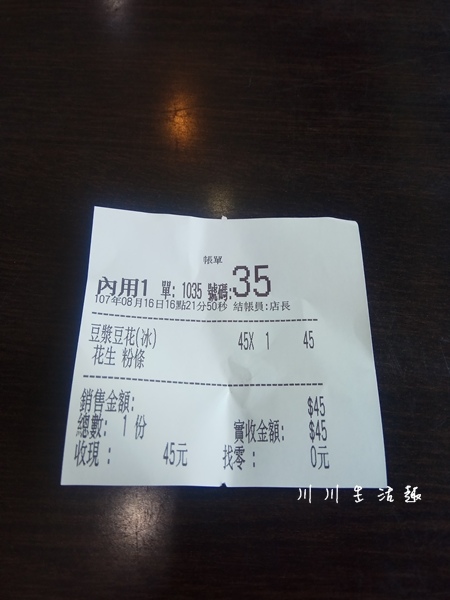 帳單
內用1 單: 1035 號碼:35
107年08月16日16點21分50秒 結帳員:店長
豆漿豆花(冰) 45X 1 45
花生 粉條
銷售金額: $45
總數: 1 份 實收金額: $45
收現: 45元 找零: 0元
川川生活趣